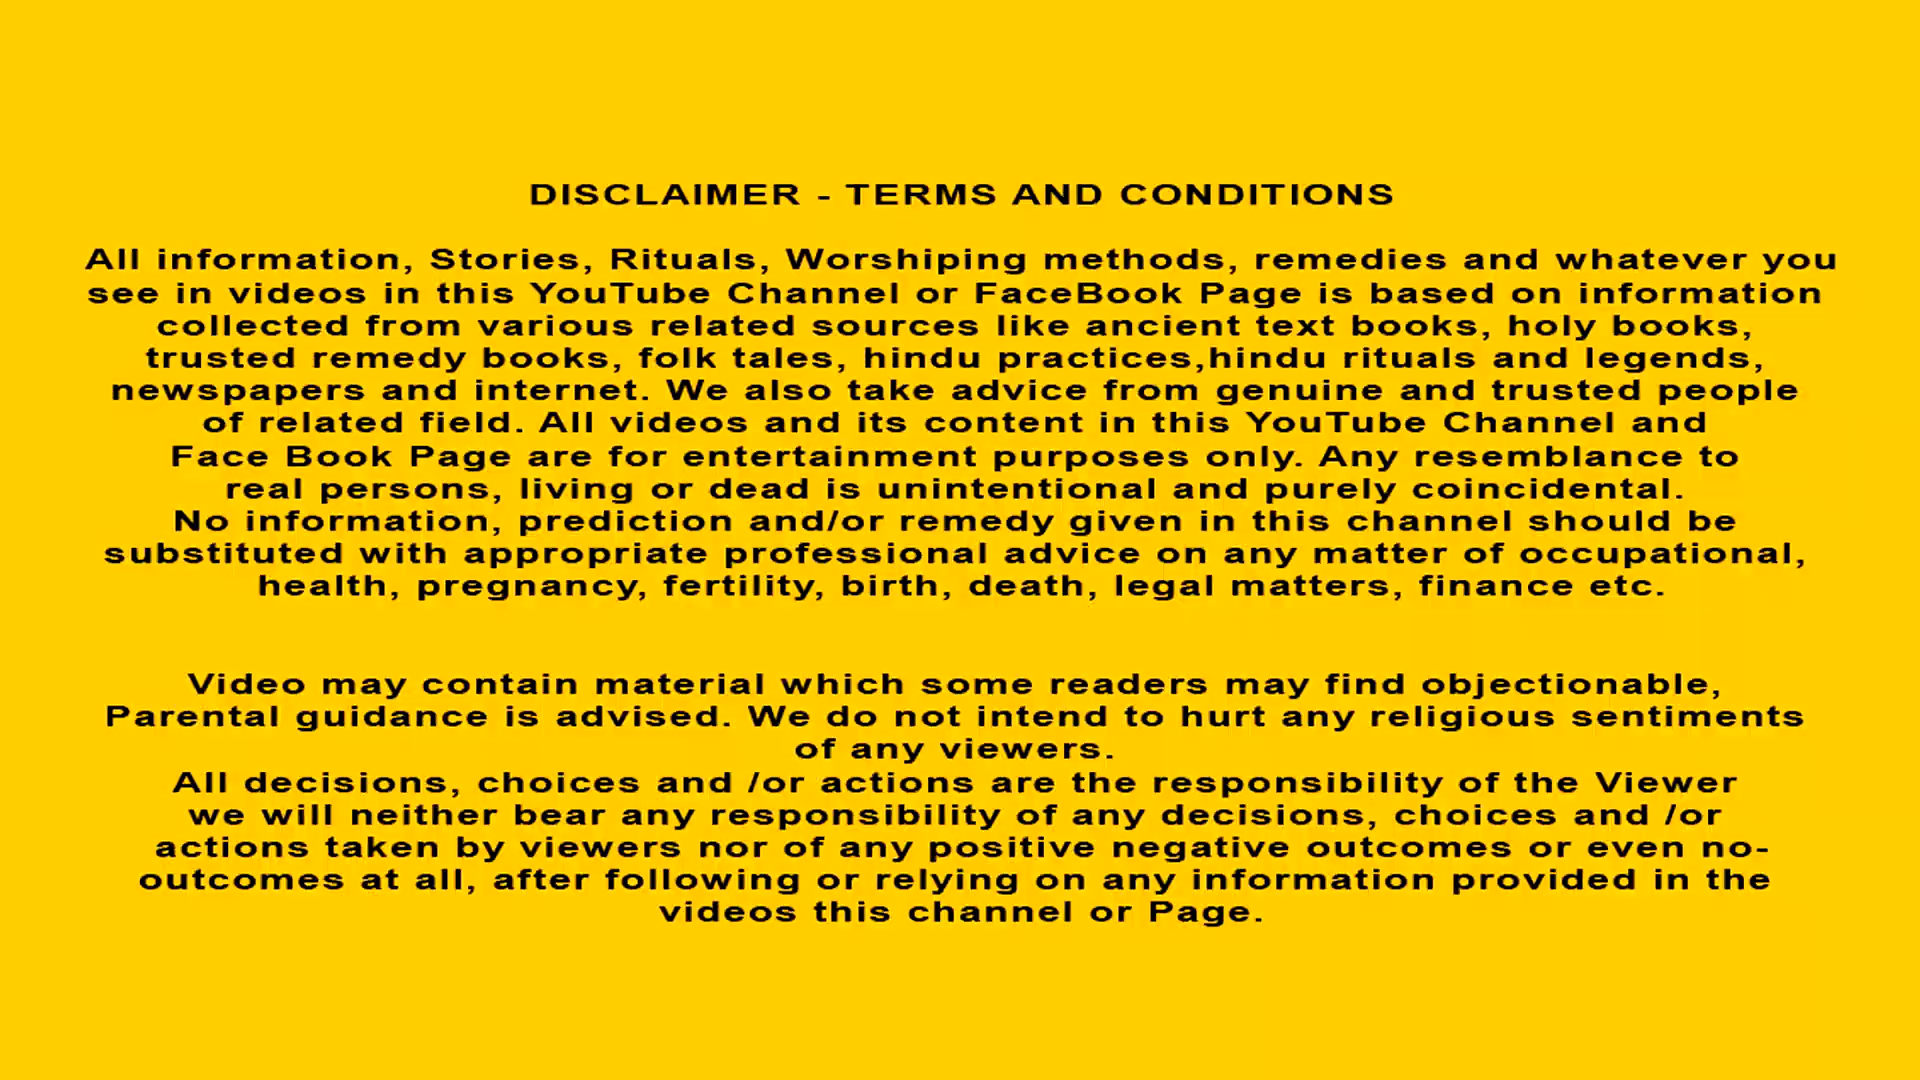 DISCLAIMER - TERMS AND CONDITIONS
All information, Stories, Rituals, Worshiping methods, remedies and whatever you
see in videos in this YouTube Channel or FaceBook Page is based on information
collected from various related sources like ancient text books, holy books,
trusted remedy books, folk tales, hindu practices,hindu rituals and legends,
newspapers and internet. We also take advice from genuine and trusted people
of related field. All videos and its content in this YouTube Channel and
Face Book Page are for entertainment purposes only. Any resemblance to
real persons, living or dead is unintentional and purely coincidental.
No information, prediction and/or remedy given in this channel should be
substituted with appropriate professional advice on any matter of occupational,
health, pregnancy, fertility, birth, death, legal matters, finance etc.
Video may contain material which some readers may find objectionable,
Parental guidance is advised. We do not intend to hurt any religious sentiments
of any viewers.
All decisions, choices and /or actions are the responsibility of the Viewer
we will neither bear any responsibility of any decisions, choices and /or
actions taken by viewers nor of any positive negative outcomes or even no-
outcomes at all, after following or relying on any information provided in the
videos this channel or Page.